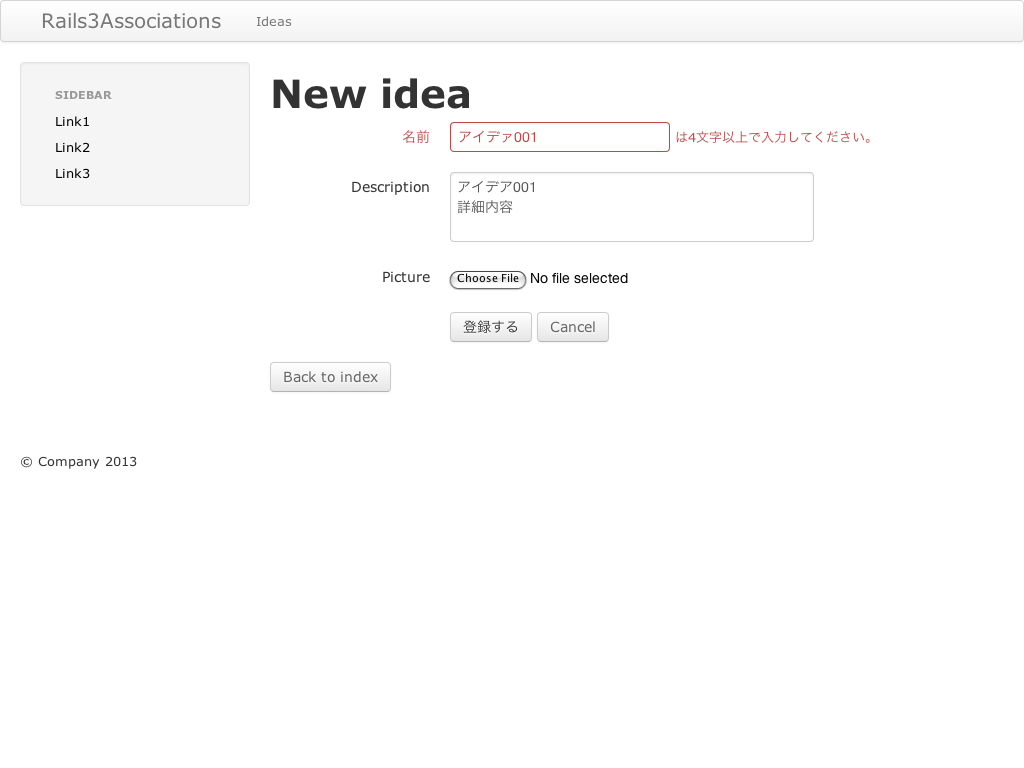 Rails3Associations Ideas
SIDEBAR
Link1
Link2
Link3
New idea
名前 アイデァ001 は4文字以上で入力してください。
Description アイデア001
詳細内容
Picture Choose File No file selected
登録する Cancel
Back to index
© Company 2013